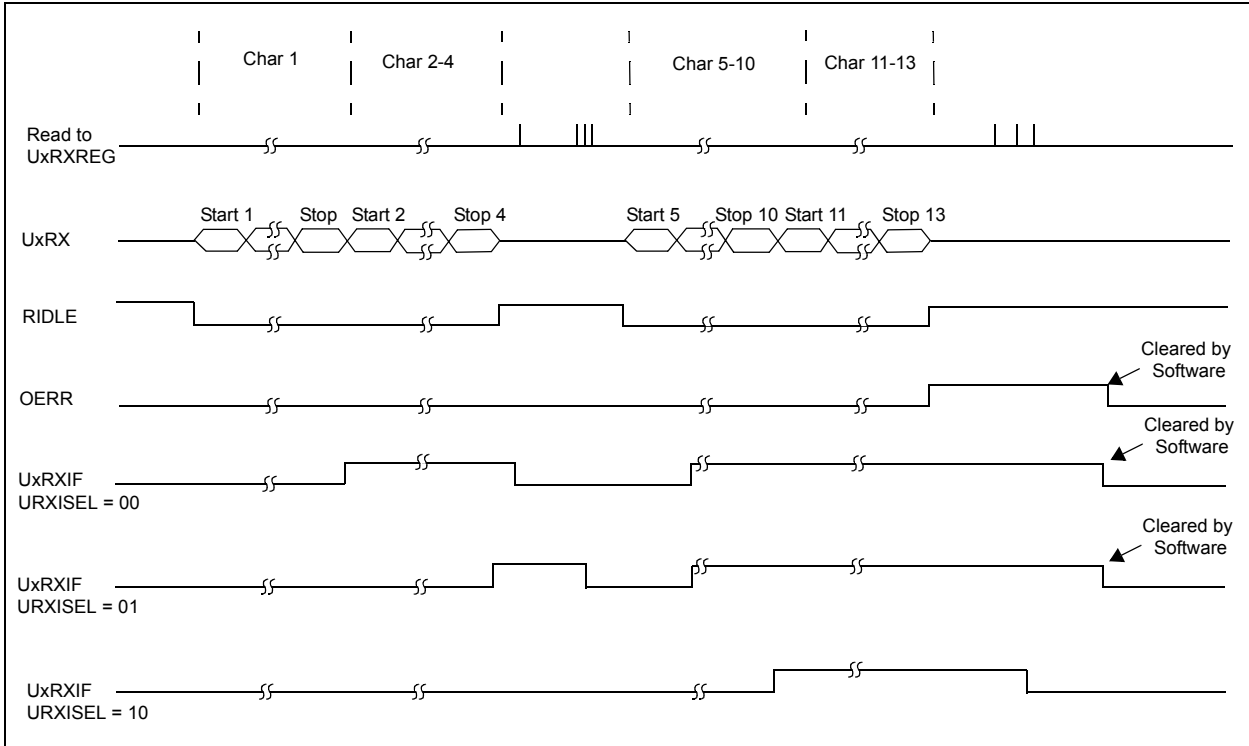 Char 1
Char 2-4
Char 5-10
Char 11-13
Read to
UxRXREG
Start 1
Stop
Start 2
Stop 4
Start 5
Stop 10
Start 11
Stop 13
UxRX
RIDLE
Cleared by
Software
OERR
Cleared by
Software
UxRXIF
URXISEL = 00
Cleared by
Software
UxRXIF
URXISEL = 01
UxRXIF
URXISEL = 10